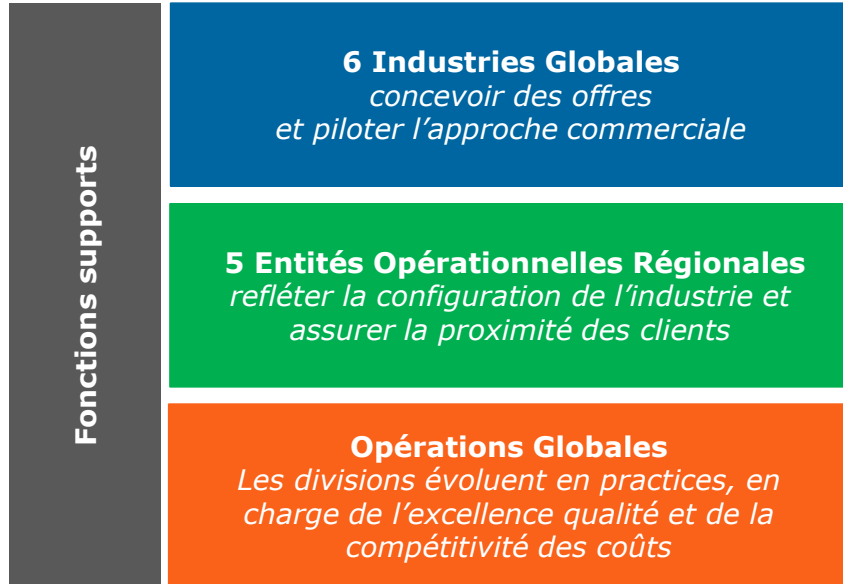 Fonctions supports
6 Industries Globales
concevoir des offres
et piloter l’approche commerciale
5 Entités Opérationnelles Régionales
refléter la configuration de l’industrie et
assurer la proximité des clients
Opérations Globales
Les divisions évoluent en practices, en
charge de l’excellence qualité et de la
compétitivité des coûts